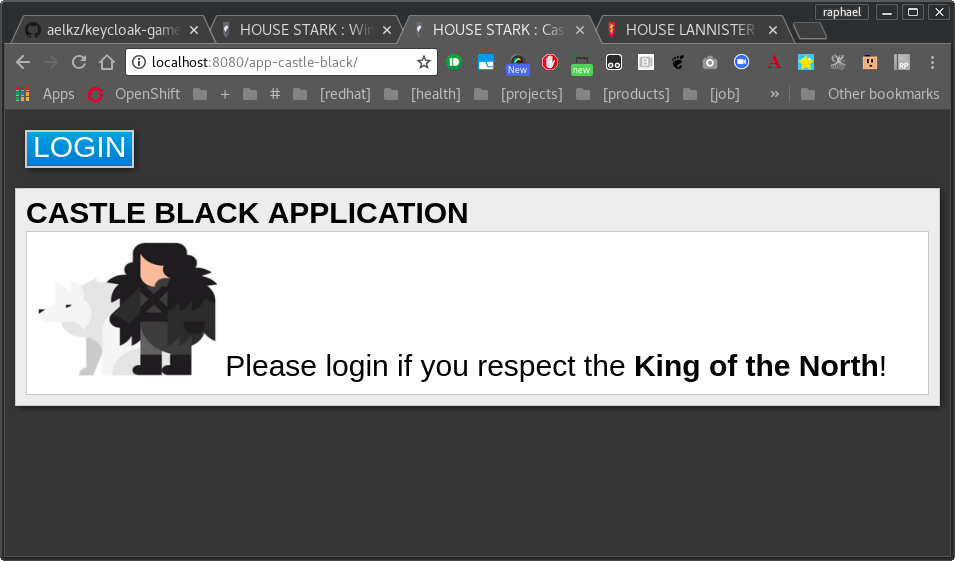 raphael
aelkz/keycloak-game
HOUSE STARK : Win
HOUSE STARK : Cas
HOUSE LANNISTER
localhost:8080/app-castle-black/
New
new
B
A
RP
Apps
OpenShift
+
#
[redhat]
[health]
[projects]
[products]
[job]
»
Other bookmarks
LOGIN
CASTLE BLACK APPLICATION
Please login if you respect the King of the North!